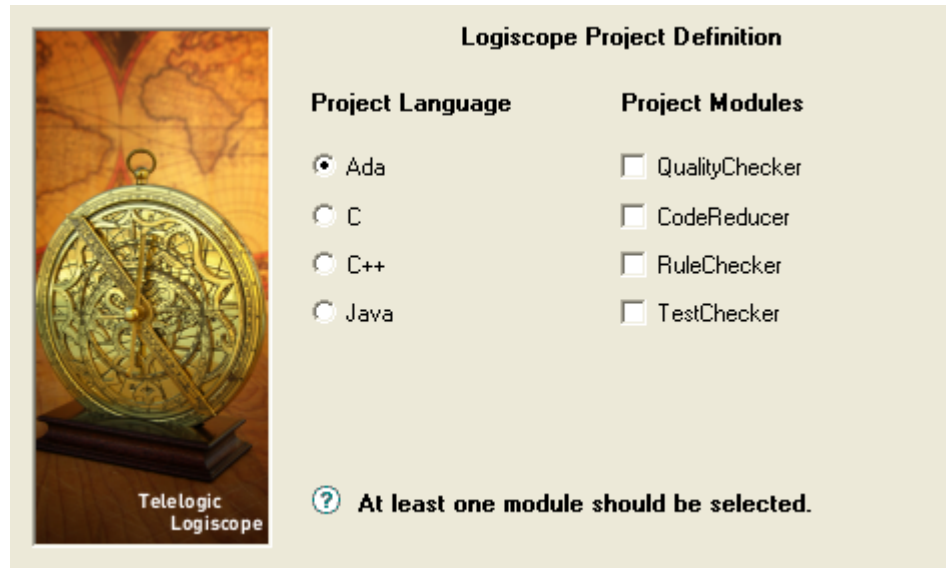 Logiscope Project Definition
Project Language
Project Modules
Ada
QualityChecker
C
CodeReducer
C++
RuleChecker
Java
TestChecker
At least one module should be selected.
Telelogic
Logiscope